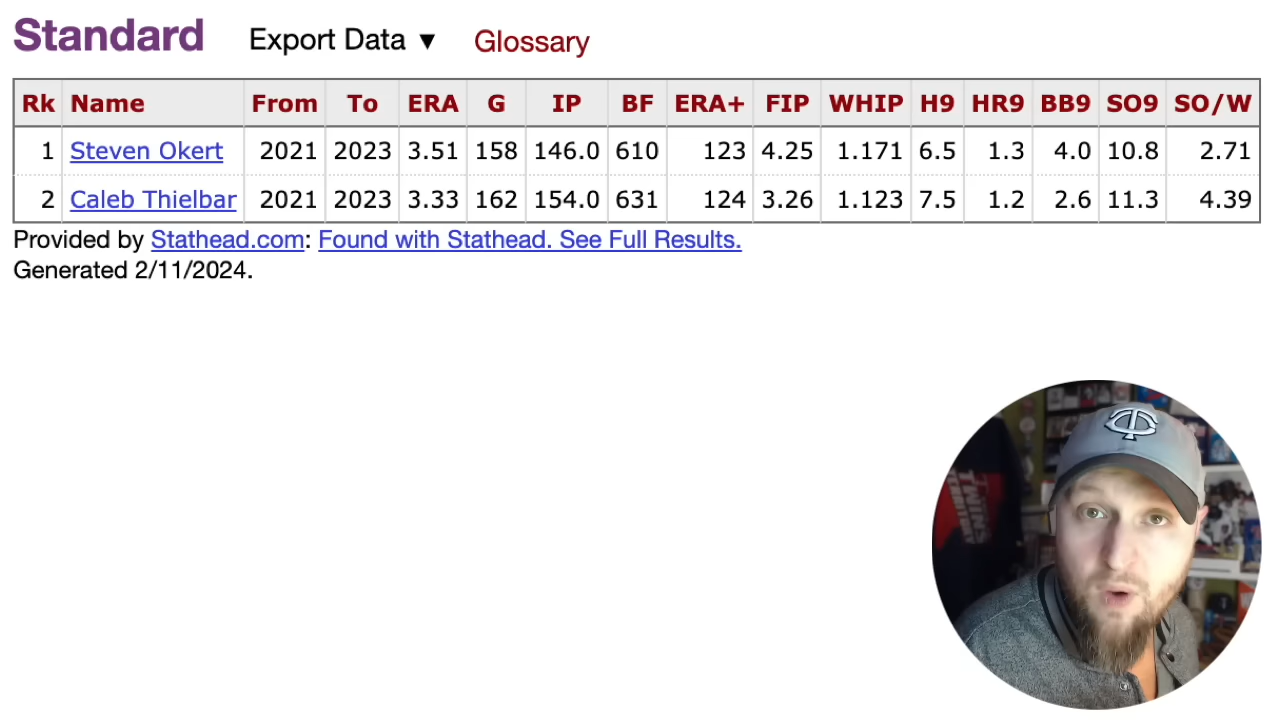 Standard Export Data ▼ Glossary
Rk Name From To ERA G IP BF ERA+ FIP WHIP H9 HR9 BB9 SO9 SO/W
1 Steven Okert 2021 2023 3.51 158 146.0 610 123 4.25 1.171 6.5 1.3 4.0 10.8 2.71
2 Caleb Thielbar 2021 2023 3.33 162 154.0 631 124 3.26 1.123 7.5 1.2 2.6 11.3 4.39
Provided by Stathead.com: Found with Stathead. See Full Results.
Generated 2/11/2024.
TC
TWINS
TERRITORY